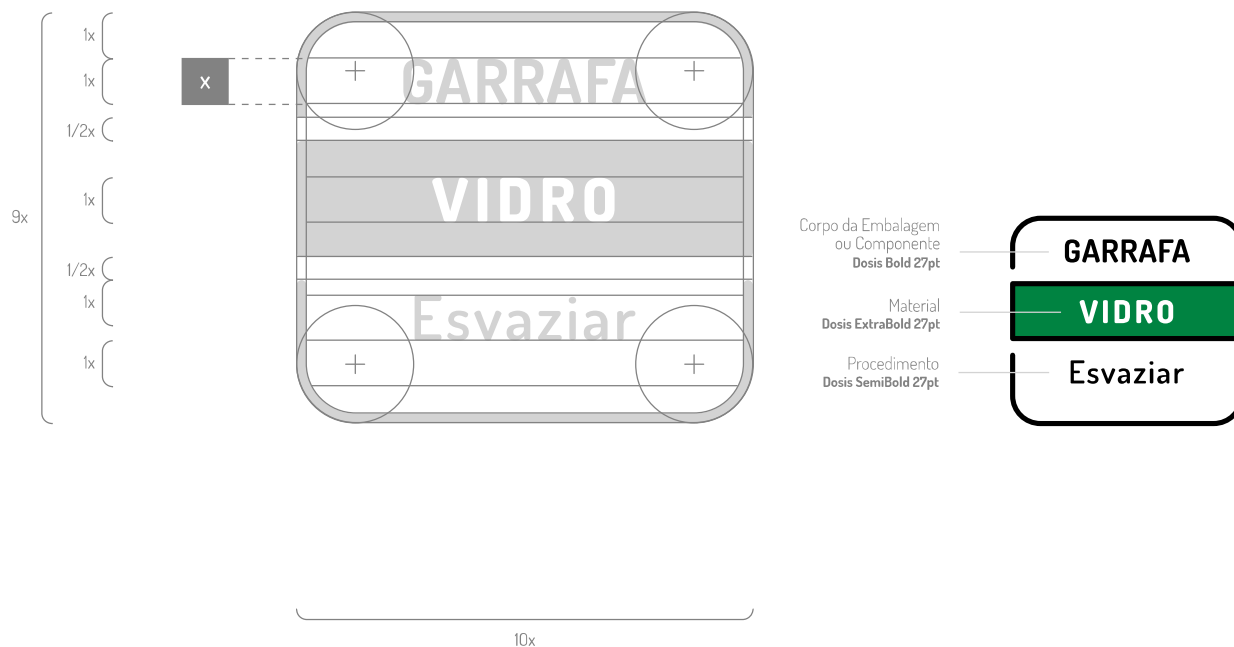 1x
1x
x
1/2x
1x
9x
1/2x
1x
1x
GARRAFA
VIDRO
Esvaziar
10x
Corpo da Embalagem
ou Componente
Dosis Bold 27pt
Material
Dosis ExtraBold 27pt
Procedimento
Dosis SemiBold 27pt
GARRAFA
VIDRO
Esvaziar